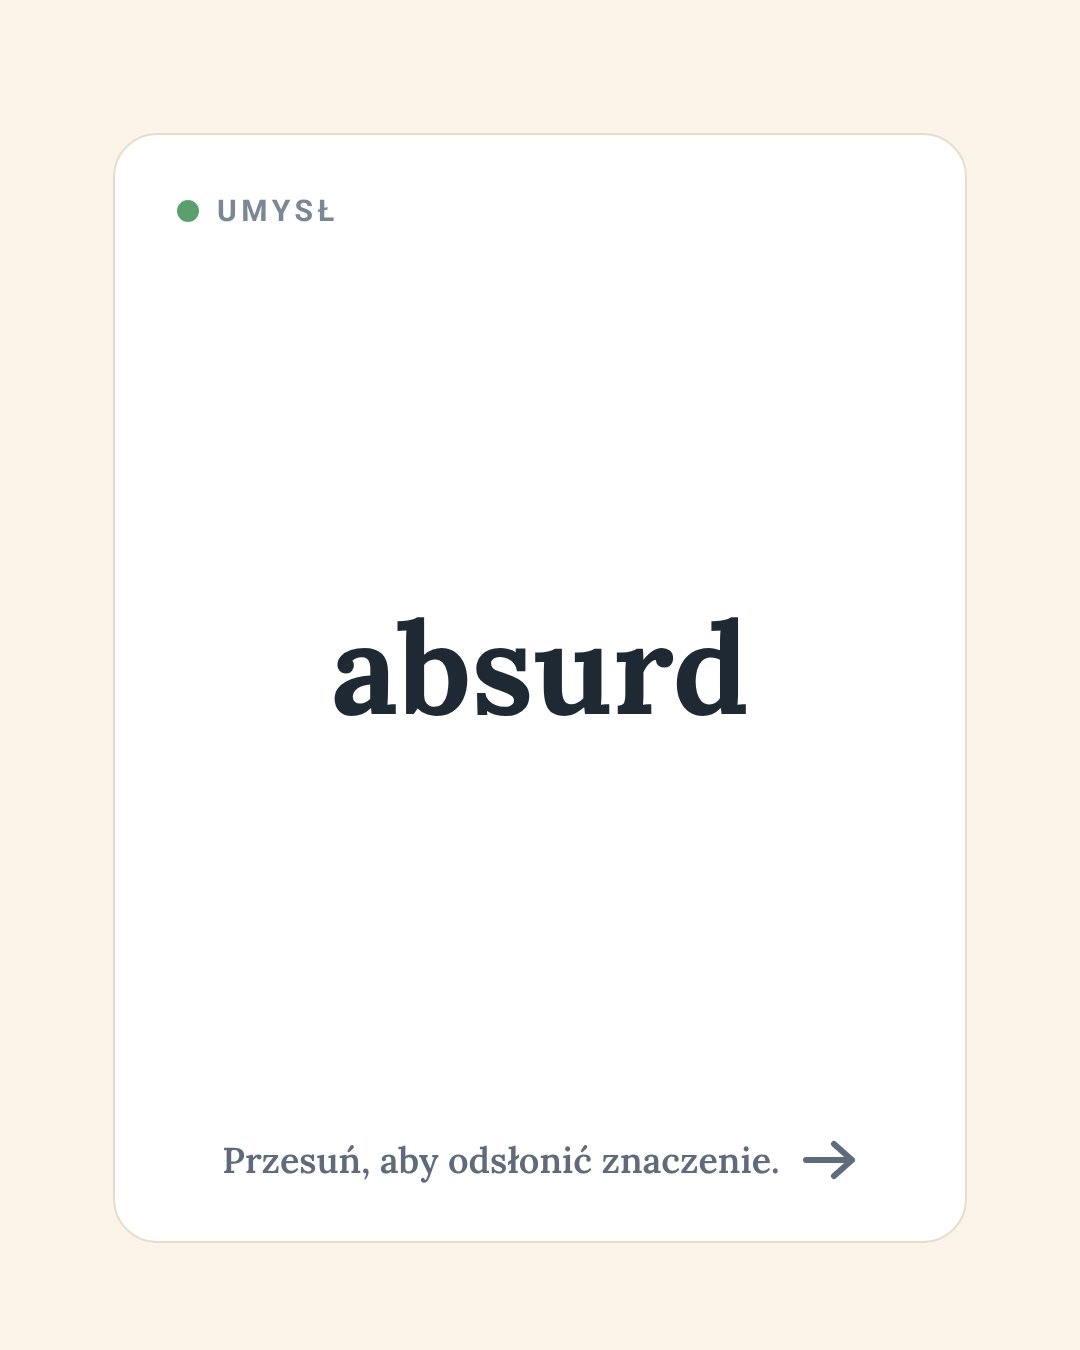 UMYSŁ
absurd
Przesuń, aby odsłonić znaczenie. →